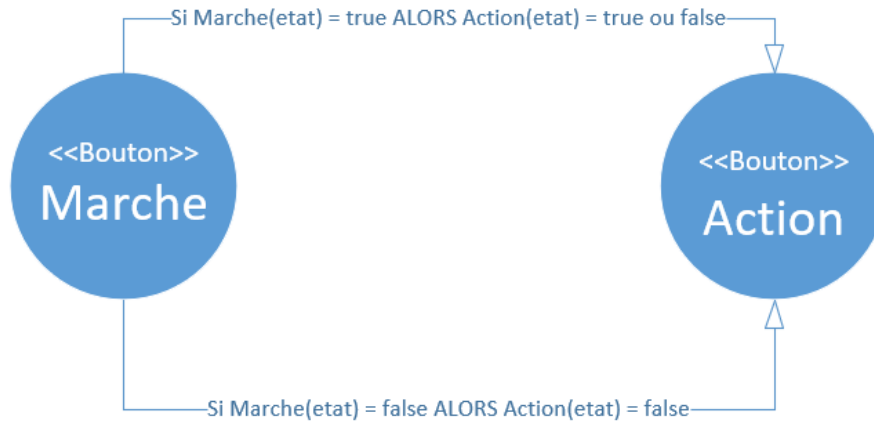 Si Marche(etat) = true ALORS Action(etat) = true ou false
<<Bouton>>
Marche
<<Bouton>>
Action
Si Marche(etat) = false ALORS Action(etat) = false